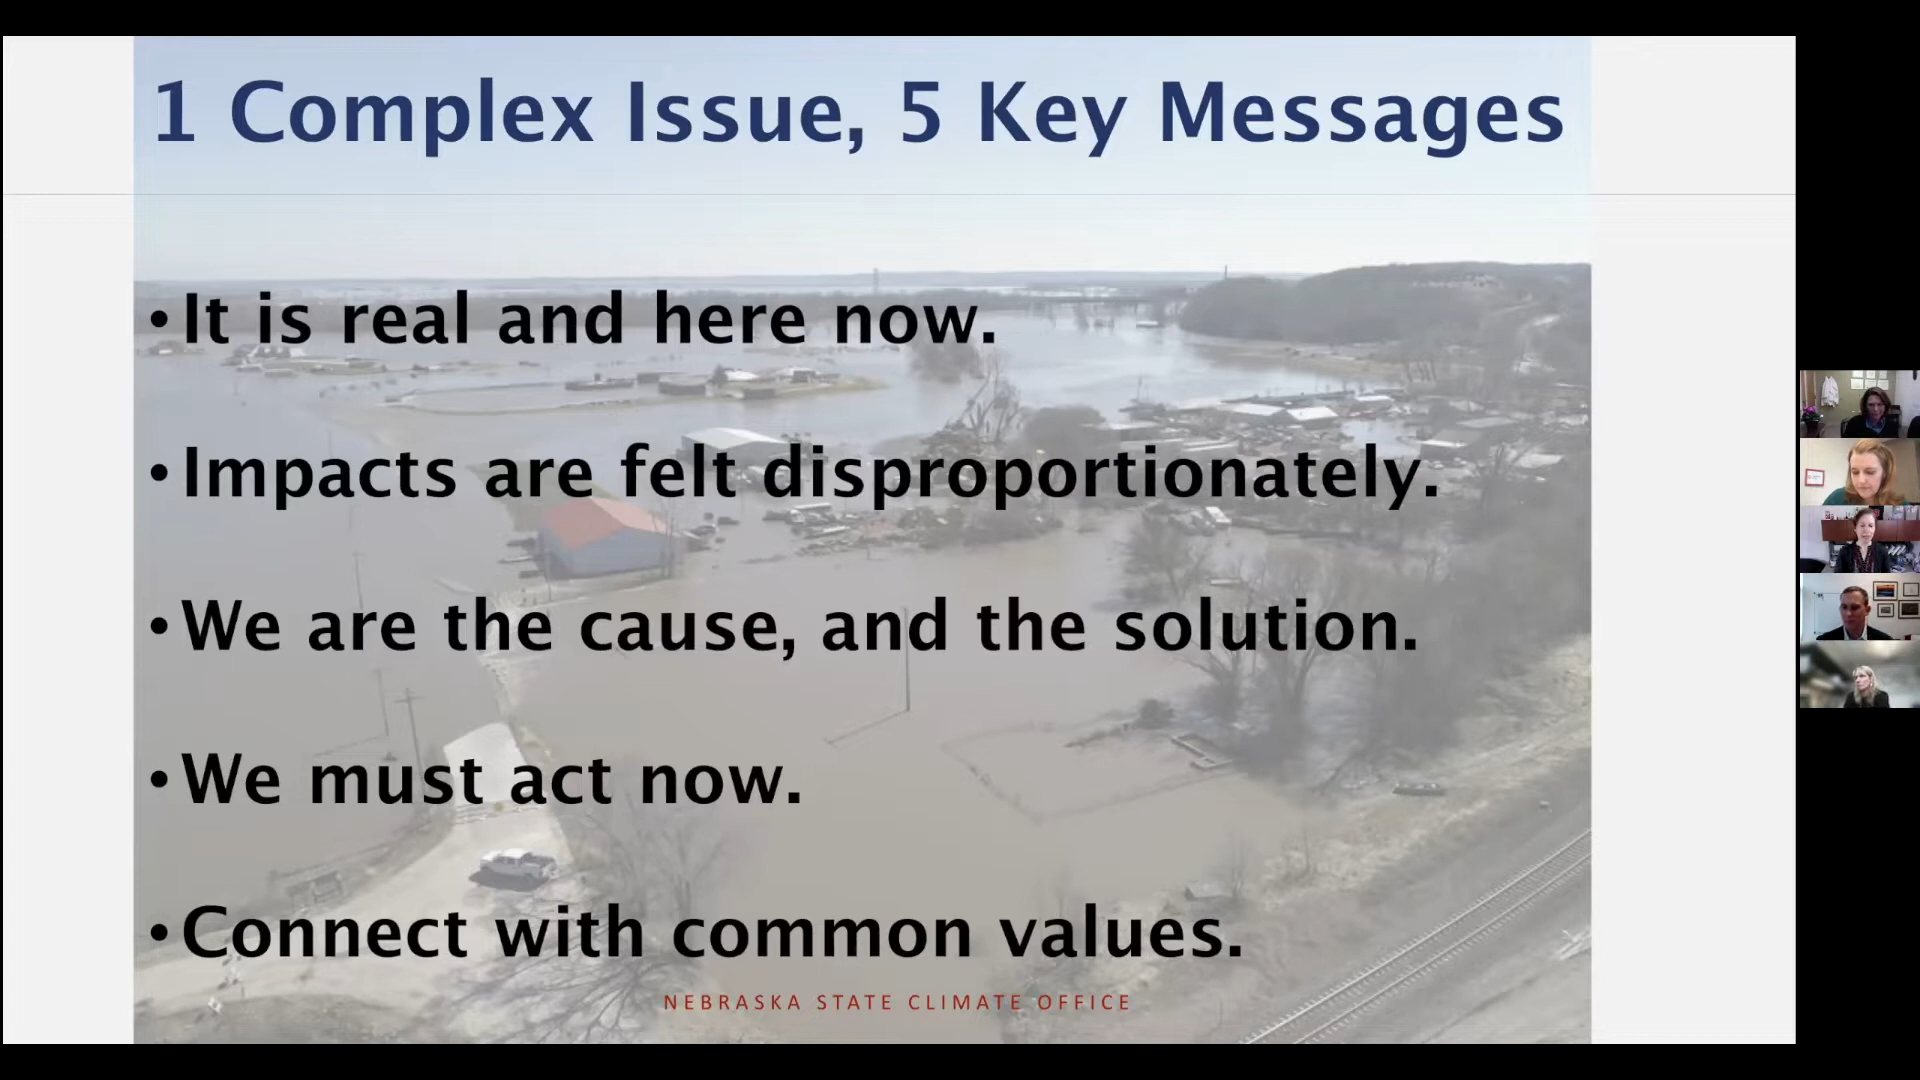 1 Complex Issue, 5 Key Messages
• It is real and here now.
• Impacts are felt disproportionately.
• We are the cause, and the solution.
• We must act now.
• Connect with common values.
NEBRASKA STATE CLIMATE OFFICE